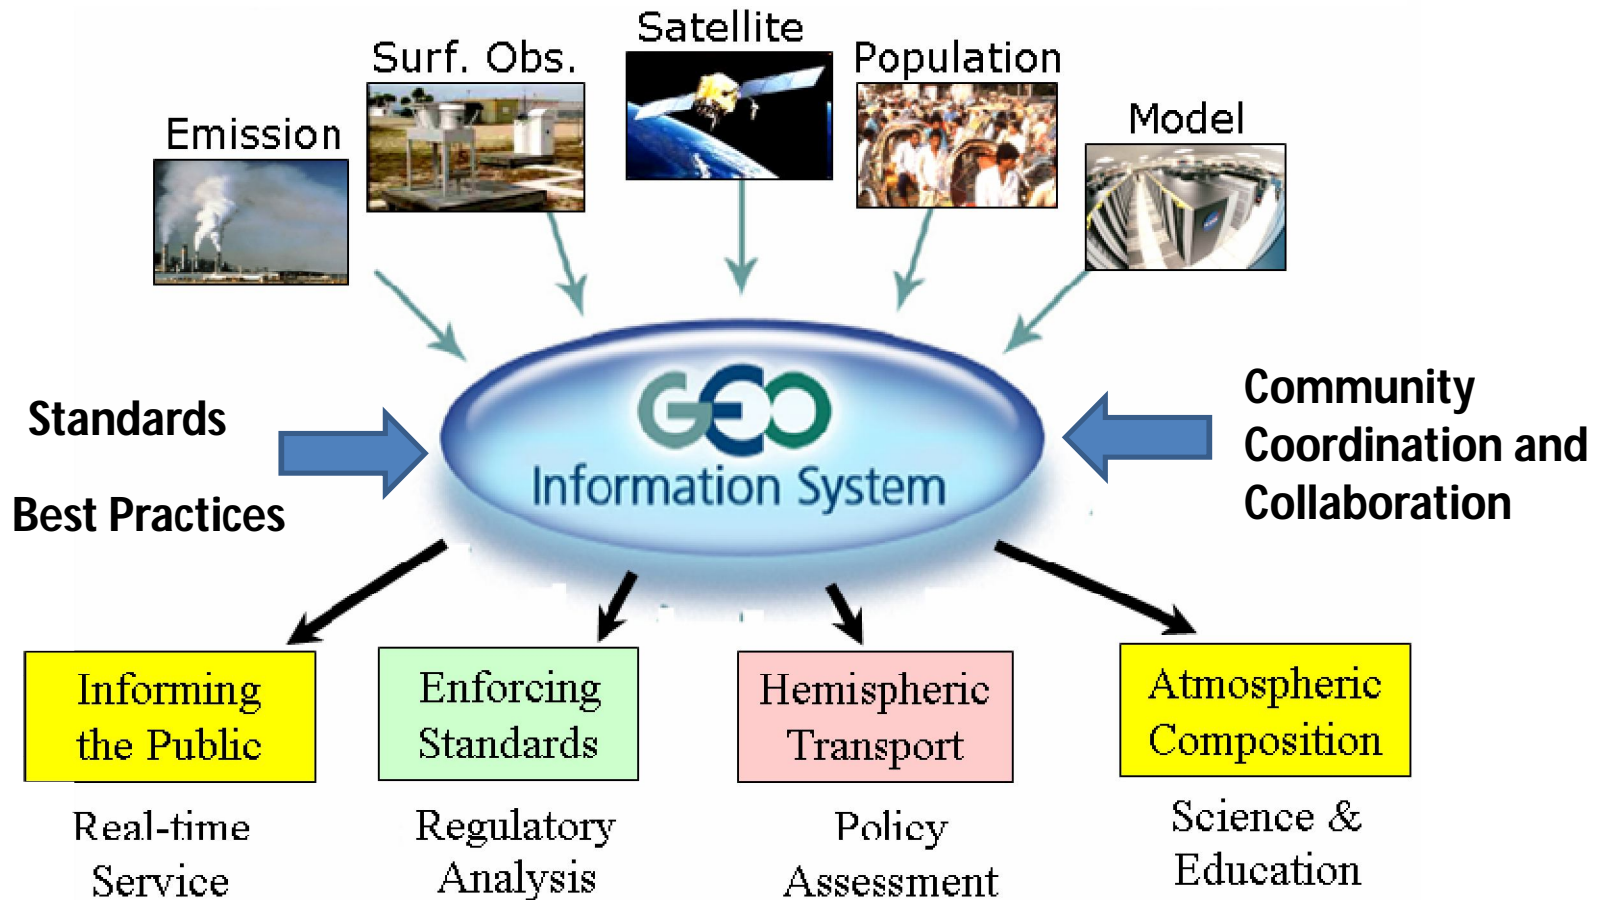 Satellite
Surf. Obs.
Population
Emission
Model
GEO
Information System
Standards
Best Practices
Community
Coordination and
Collaboration
Informing
the Public
Real-time
Service
Enforcing
Standards
Regulatory
Analysis
Hemispheric
Transport
Policy
Assessment
Atmospheric
Composition
Science &
Education